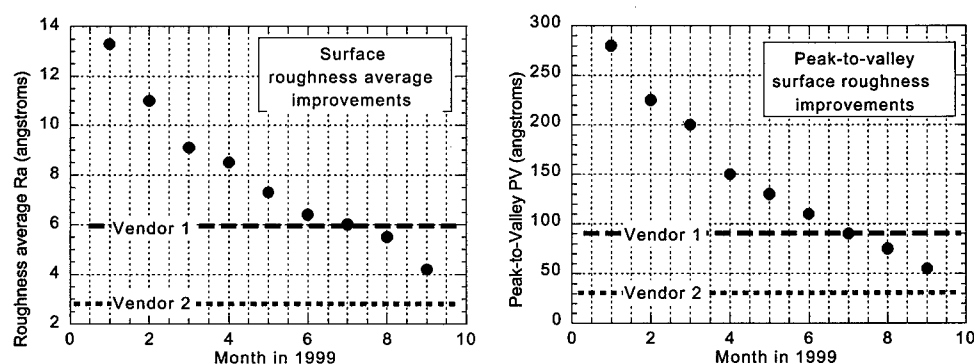 14
12
10
8
6
4
2
Roughness average Ra (angstroms)
Surface
roughness average
improvements
Vendor 1
Vendor 2
0 2 4 6 8 10
Month in 1999
300
250
200
150
100
50
0
Peak-to-Valley PV (angstroms)
Peak-to-valley
surface roughness
improvements
Vendor 1
Vendor 2
0 2 4 6 8 10
Month in 1999